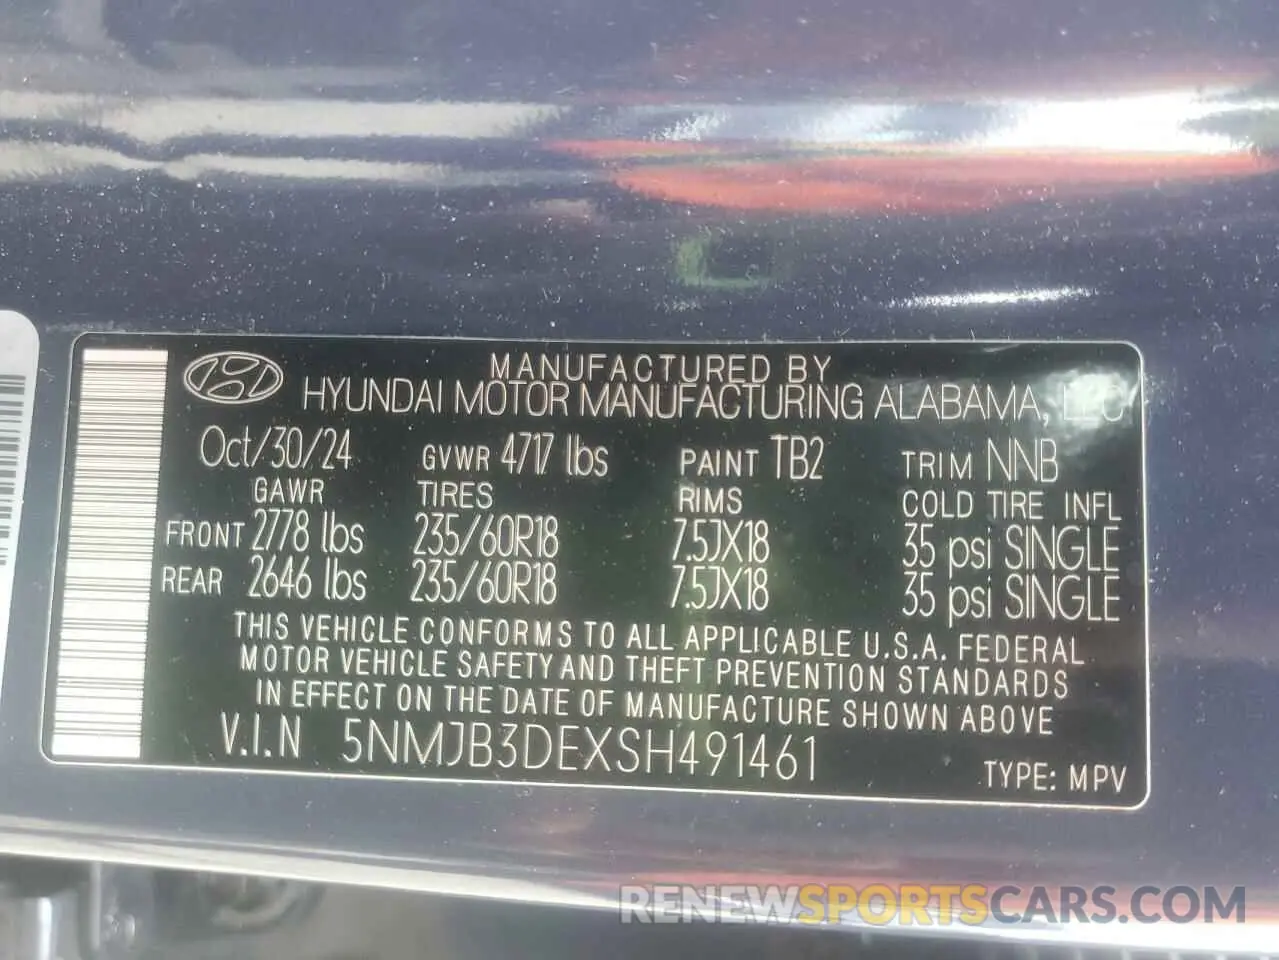 MANUFACTURED BY
HYUNDAI MOTOR MANUFACTURING ALABAMA, LLC
Oct/30/24 GVWR 4717 lbs PAINT TB2 TRIM NNB
GAWR TIRES RIMS COLD TIRE INFL
FRONT 2778 lbs 235/60R18 7.5JX18 35 psi SINGLE
REAR 2646 lbs 235/60R18 7.5JX18 35 psi SINGLE
THIS VEHICLE CONFORMS TO ALL APPLICABLE U.S.A. FEDERAL
MOTOR VEHICLE SAFETY AND THEFT PREVENTION STANDARDS
IN EFFECT ON THE DATE OF MANUFACTURE SHOWN ABOVE
V.I.N 5NMJB3DEXSH491461
TYPE: MPV
RENEWSPORTSCARS.COM